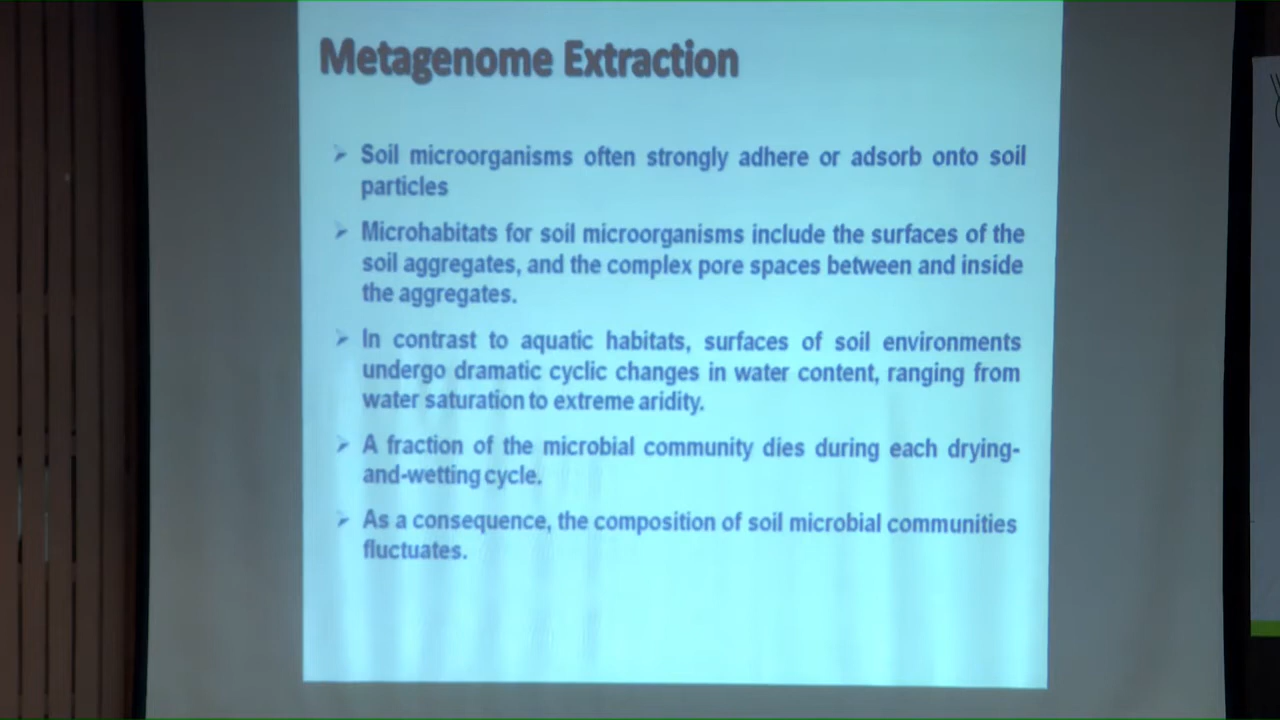 Metagenome Extraction
Soil microorganisms often strongly adhere or adsorb onto soil
particles
Microhabitats for soil microorganisms include the surfaces of the
soil aggregates, and the complex pore spaces between and inside
the aggregates.
In contrast to aquatic habitats, surfaces of soil environments
undergo dramatic cyclic changes in water content, ranging from
water saturation to extreme aridity.
A fraction of the microbial community dies during each drying-
and-wetting cycle.
As a consequence, the composition of soil microbial communities
fluctuates.